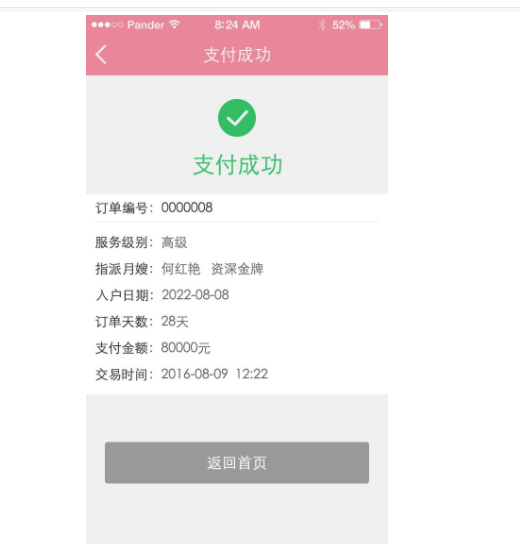 Pander 8:24 AM 52%
支付成功
支付成功
订单编号：0000008
服务级别：高级
指派月嫂：何红艳 资深金牌
入户日期：2022-08-08
订单天数：28天
支付金额：80000元
交易时间：2016-08-09 12:22
返回首页